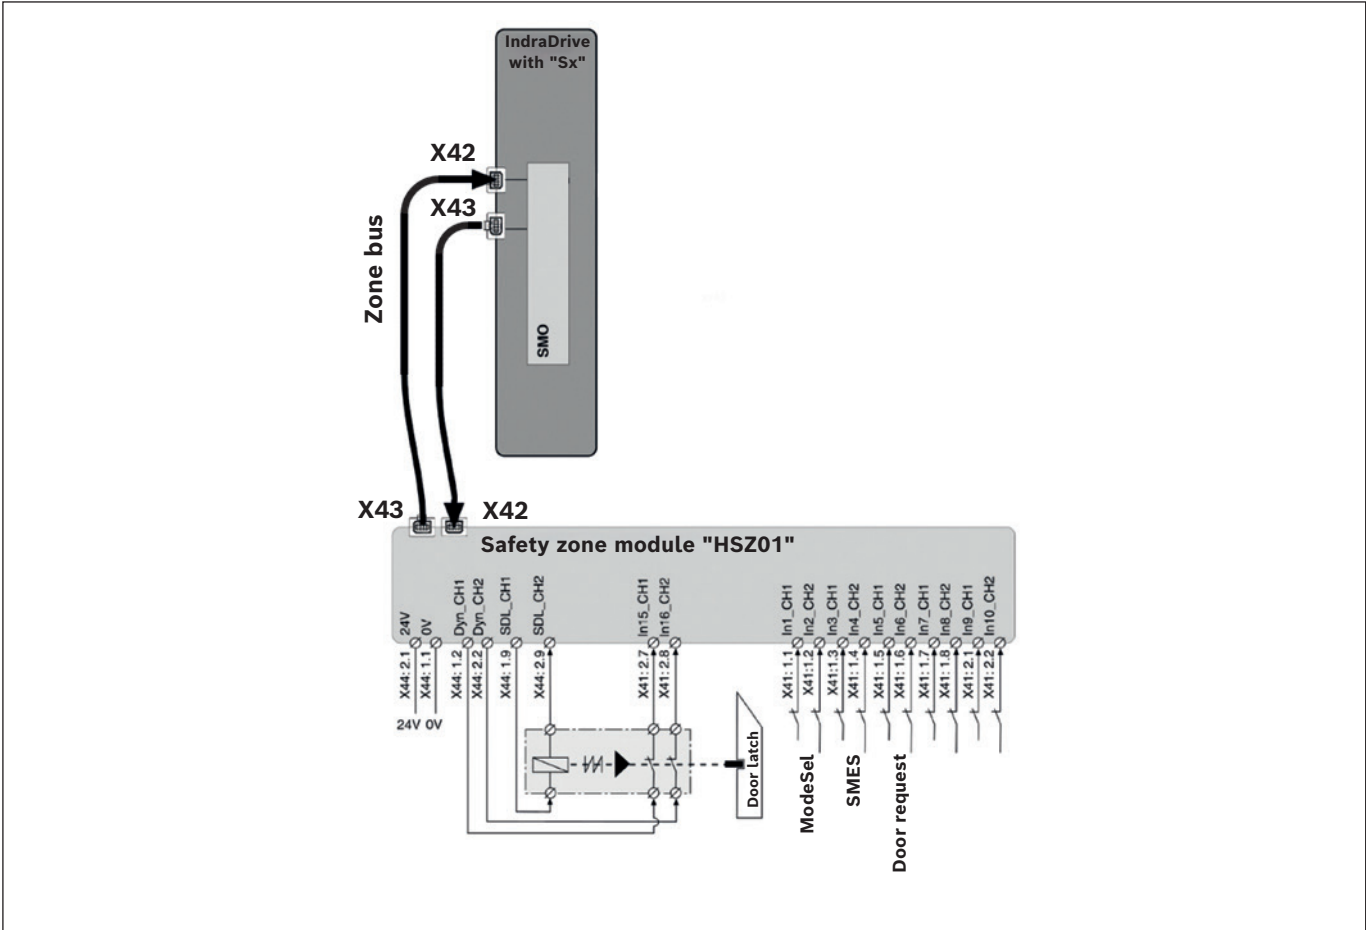 IndraDrive
with "Sx"
X42
X43
Zone bus
SMO
X43
X42
Safety zone module "HSZ01"
24V
0V
Dyn_CH1
Dyn_CH2
SDL_CH1
SDL_CH2
In15_CH1
In16_CH2
In1_CH1
In2_CH2
In3_CH1
In4_CH2
In5_CH1
In6_CH2
In7_CH1
In8_CH2
In9_CH1
In10_CH2
X44: 2.1
X44: 1.1
X44: 1.2
X44: 2.2
X44: 1.9
X44: 2.9
X41: 2.7
X41: 2.8
X41: 1.1
X41:1.2
X41:1.3
X41: 1.4
X41: 1.5
X41: 1.6
X41: 1.7
X41: 1.8
X41: 2.1
X41: 2.2
24V 0V
Door latch
ModeSel
SMES
Door request